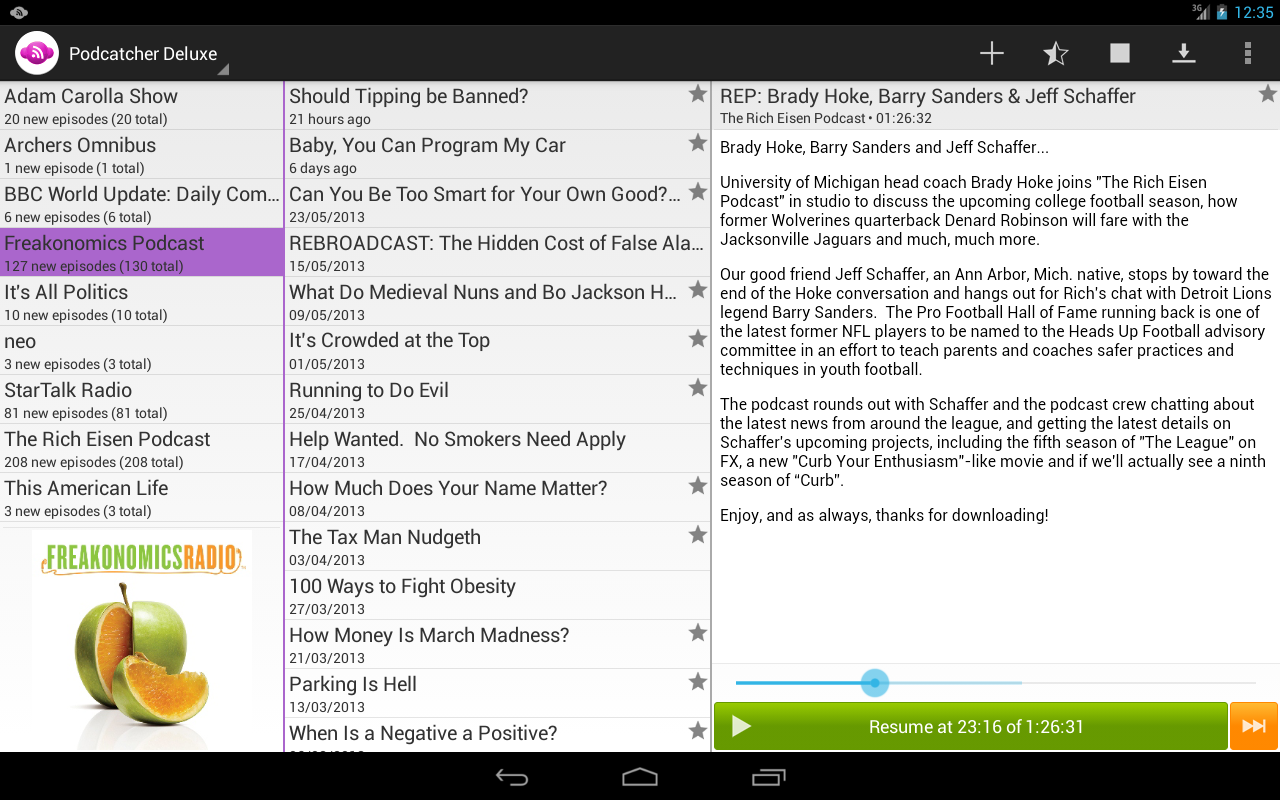 3G
12:35
Podcatcher Deluxe
Adam Carolla Show
20 new episodes (20 total)
Archers Omnibus
1 new episode (1 total)
BBC World Update: Daily Com…
6 new episodes (6 total)
Freakonomics Podcast
127 new episodes (130 total)
It's All Politics
10 new episodes (10 total)
neo
3 new episodes (3 total)
StarTalk Radio
81 new episodes (81 total)
The Rich Eisen Podcast
208 new episodes (208 total)
This American Life
3 new episodes (3 total)
FREAKONOMICSRADIO
Should Tipping be Banned?
21 hours ago
Baby, You Can Program My Car
6 days ago
Can You Be Too Smart for Your Own Good?…
23/05/2013
REBROADCAST: The Hidden Cost of False Ala…
15/05/2013
What Do Medieval Nuns and Bo Jackson H…
09/05/2013
It's Crowded at the Top
01/05/2013
Running to Do Evil
25/04/2013
Help Wanted.  No Smokers Need Apply
17/04/2013
How Much Does Your Name Matter?
08/04/2013
The Tax Man Nudgeth
03/04/2013
100 Ways to Fight Obesity
27/03/2013
How Money Is March Madness?
21/03/2013
Parking Is Hell
13/03/2013
When Is a Negative a Positive?
REP: Brady Hoke, Barry Sanders & Jeff Schaffer
The Rich Eisen Podcast • 01:26:32
Brady Hoke, Barry Sanders and Jeff Schaffer...
University of Michigan head coach Brady Hoke joins "The Rich Eisen
Podcast" in studio to discuss the upcoming college football season, how
former Wolverines quarterback Denard Robinson will fare with the
Jacksonville Jaguars and much, much more.
Our good friend Jeff Schaffer, an Ann Arbor, Mich. native, stops by toward the
end of the Hoke conversation and hangs out for Rich's chat with Detroit Lions
legend Barry Sanders.  The Pro Football Hall of Fame running back is one of
the latest former NFL players to be named to the Heads Up Football advisory
committee in an effort to teach parents and coaches safer practices and
techniques in youth football.
The podcast rounds out with Schaffer and the podcast crew chatting about
the latest news from around the league, and getting the latest details on
Schaffer's upcoming projects, including the fifth season of "The League" on
FX, a new "Curb Your Enthusiasm"-like movie and if we'll actually see a ninth
season of “Curb”.
Enjoy, and as always, thanks for downloading!
Resume at 23:16 of 1:26:31